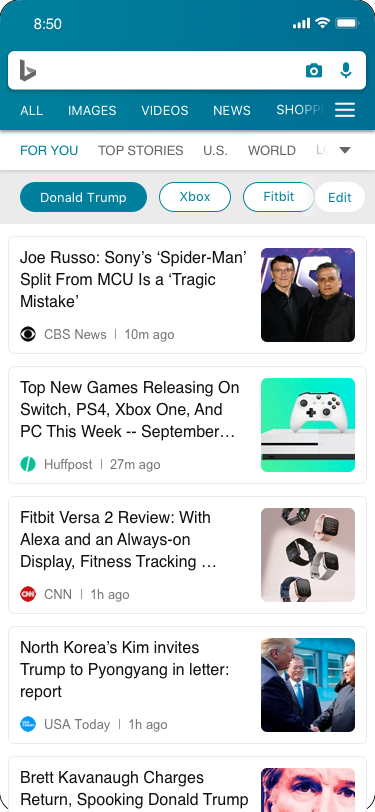 8:50
ALL IMAGES VIDEOS NEWS SHOPP
FOR YOU TOP STORIES U.S. WORLD LO
Donald Trump Xbox Fitbit Edit
Joe Russo: Sony’s ‘Spider-Man’
Split From MCU Is a ‘Tragic
Mistake’
CBS News | 10m ago
Top New Games Releasing On
Switch, PS4, Xbox One, And
PC This Week -- September…
Huffpost | 27m ago
Fitbit Versa 2 Review: With
Alexa and an Always-on
Display, Fitness Tracking …
CNN CNN | 1h ago
North Korea’s Kim invites
Trump to Pyongyang in letter:
report
USA Today | 1h ago
Brett Kavanaugh Charges
Return, Spooking Donald Trump